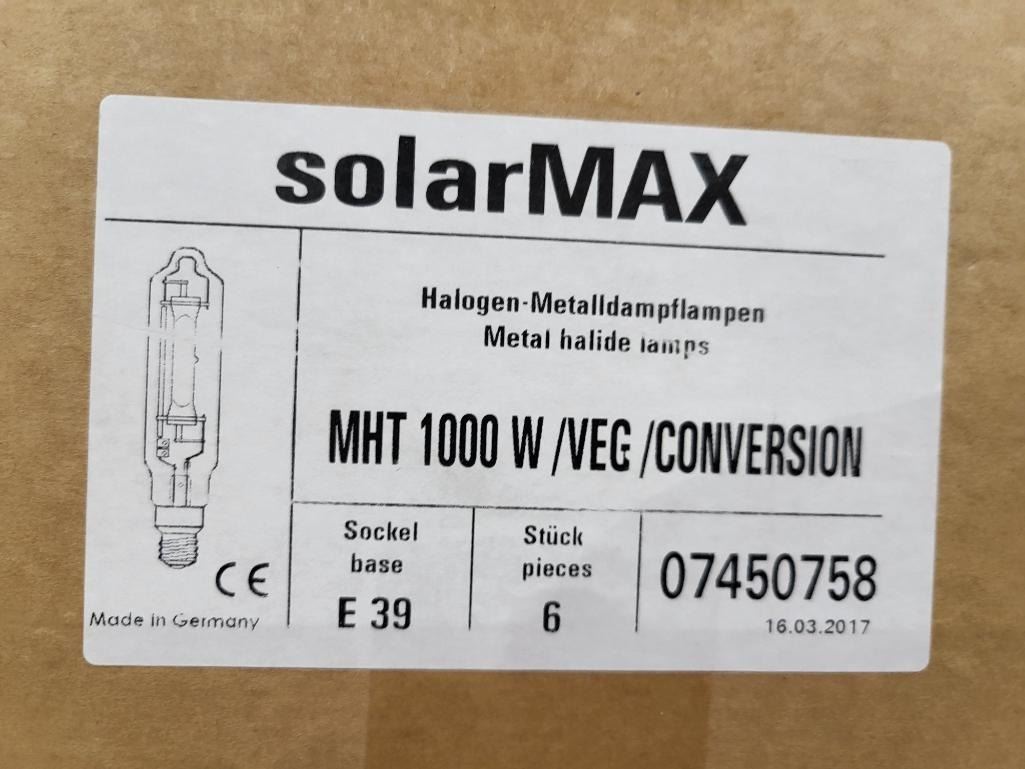 solarMAX
Halogen-Metalldampflampen
Metal halide lamps
MHT 1000 W /VEG /CONVERSION
Sockel
base
E 39
Stück
pieces
6
07450758
16.03.2017
CE
Made in Germany